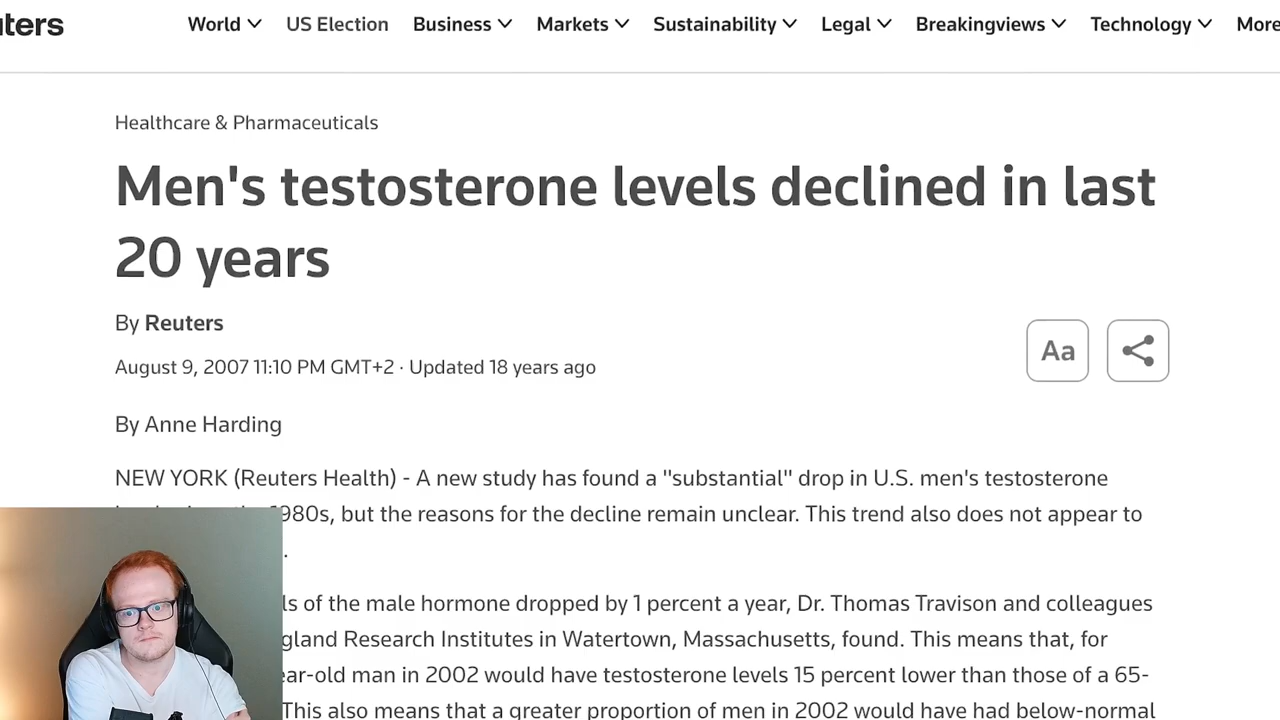 ters
World US Election Business Markets Sustainability Legal Breakingviews Technology More
Healthcare & Pharmaceuticals
Men's testosterone levels declined in last
20 years
By Reuters
August 9, 2007 11:10 PM GMT+2 · Updated 18 years ago
Aa
By Anne Harding
NEW YORK (Reuters Health) - A new study has found a "substantial" drop in U.S. men's testosterone
980s, but the reasons for the decline remain unclear. This trend also does not appear to
.
ls of the male hormone dropped by 1 percent a year, Dr. Thomas Travison and colleagues
gland Research Institutes in Watertown, Massachusetts, found. This means that, for
ar-old man in 2002 would have testosterone levels 15 percent lower than those of a 65-
This also means that a greater proportion of men in 2002 would have had below-normal